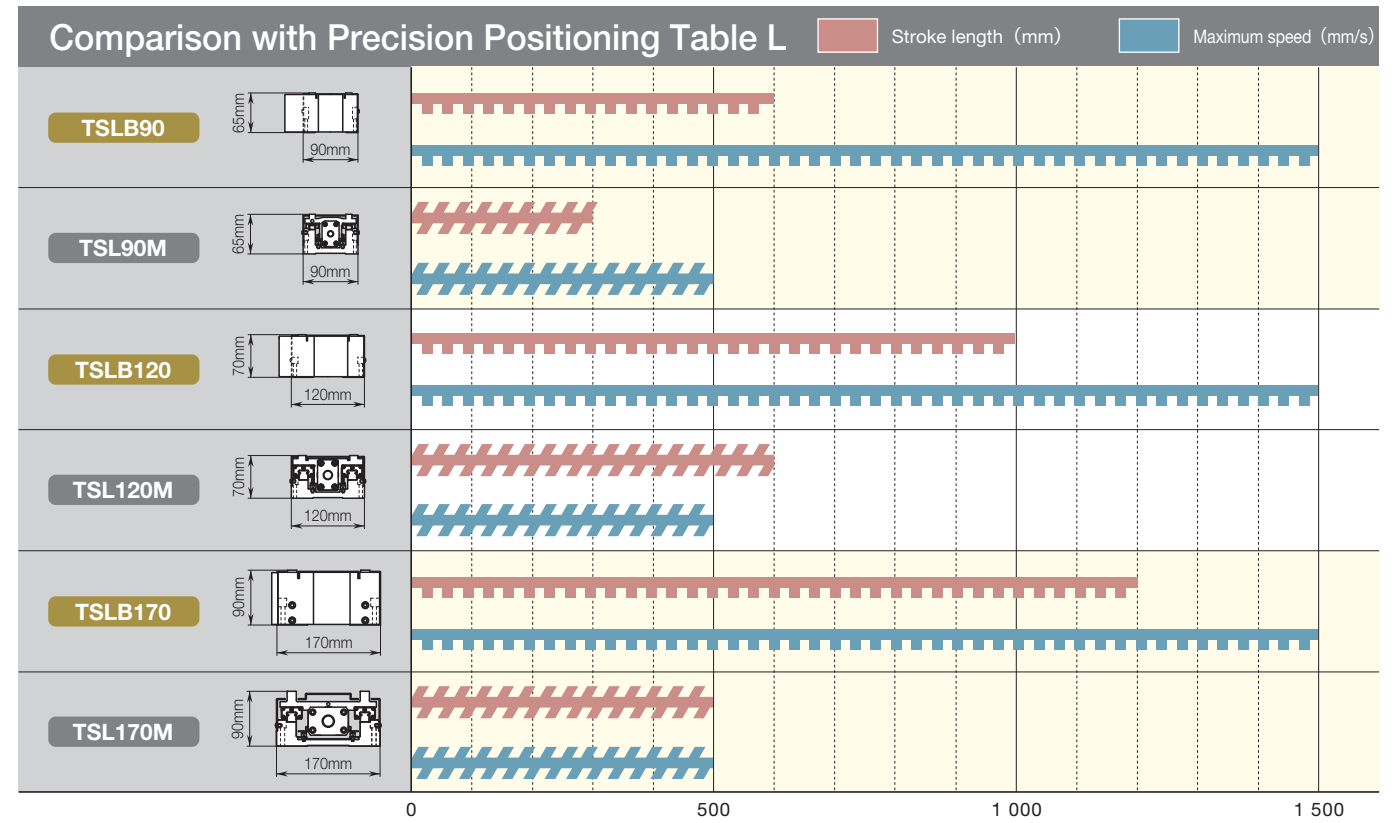 Comparison with Precision Positioning Table L
Stroke length（mm）
Maximum speed（mm/s）
TSLB90
65mm
90mm
TSL90M
65mm
90mm
TSLB120
70mm
120mm
TSL120M
70mm
120mm
TSLB170
90mm
170mm
TSL170M
90mm
170mm
0 500 1 000 1 500